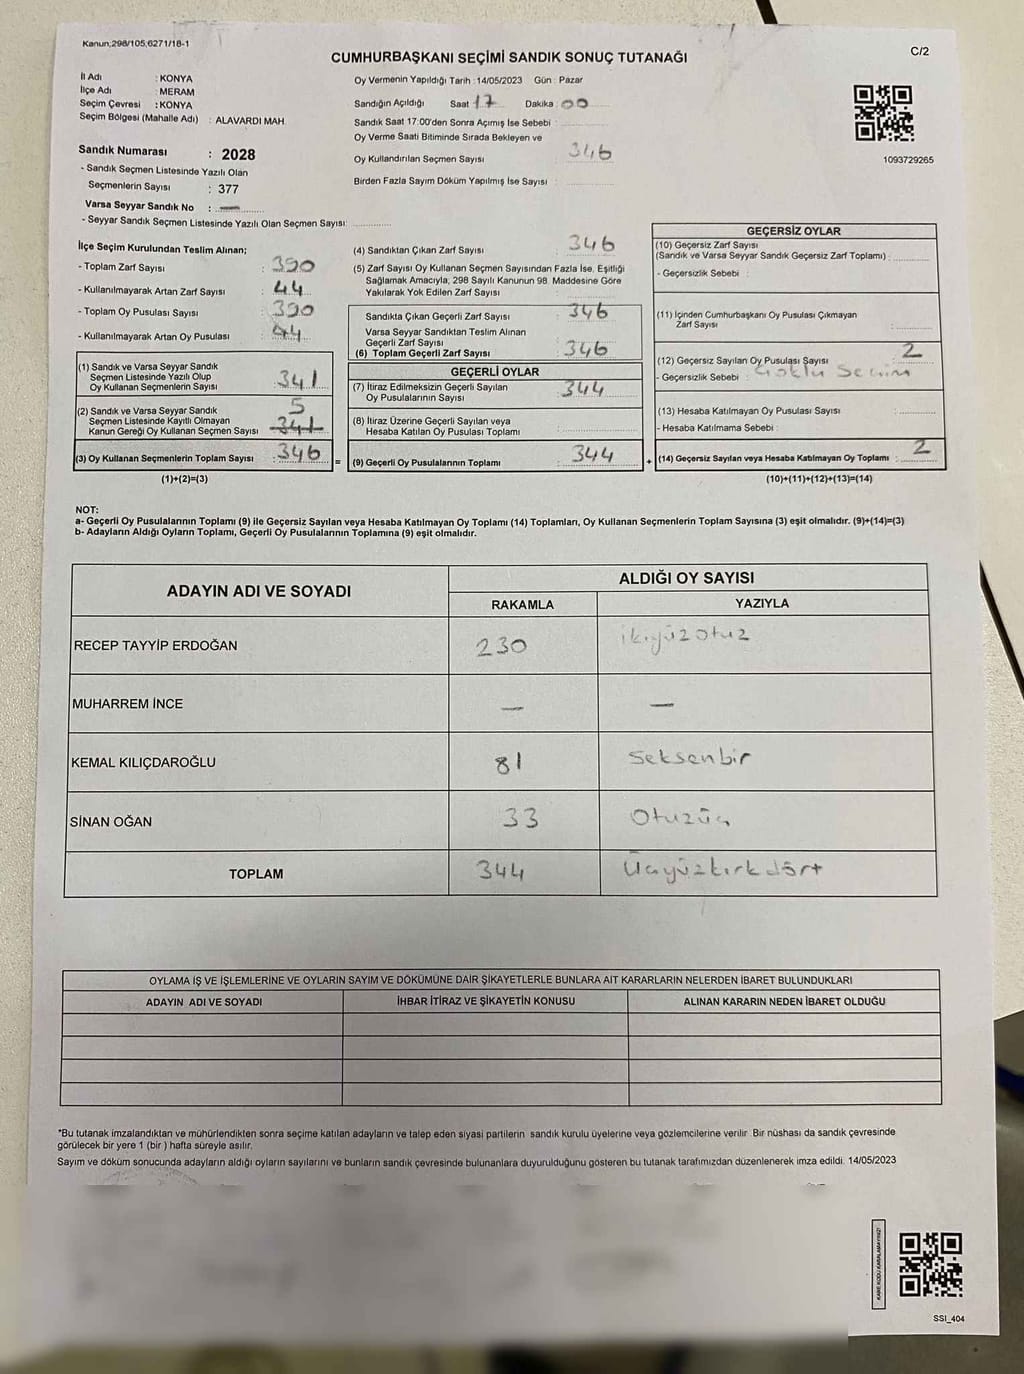 Kanun;298/105,6271/18-1
C/2
CUMHURBAŞKANI SEÇİMİ SANDIK SONUÇ TUTANAĞI
İl Adı : KONYA
İlçe Adı : MERAM
Seçim Çevresi : KONYA
Seçim Bölgesi (Mahalle Adı) : ALAVARDI MAH.
Sandık Numarası : 2028
- Sandık Seçmen Listesinde Yazılı Olan
Seçmenlerin Sayısı : 377
Varsa Seyyar Sandık No : —
- Seyyar Sandık Seçmen Listesinde Yazılı Olan Seçmen Sayısı:
Oy Vermenin Yapıldığı Tarih : 14/05/2023 Gün : Pazar
Sandığın Açıldığı Saat 17 Dakika : 00
Sandık Saat 17:00'den Sonra Açımış İse Sebebi :
Oy Verme Saati Bitiminde Sırada Bekleyen ve
Oy Kullandırılan Seçmen Sayısı 346
Birden Fazla Sayım Döküm Yapılmış İse Sayısı :
1093729265
İlçe Seçim Kurulundan Teslim Alınan;
- Toplam Zarf Sayısı : 390
- Kullanılmayarak Artan Zarf Sayısı : 44
- Toplam Oy Pusulası Sayısı : 390
- Kullanılmayarak Artan Oy Pusulası : 44
(1) Sandık ve Varsa Seyyar Sandık
Seçmen Listesinde Yazılı Olup
Oy Kullanan Seçmenlerin Sayısı : 341
(2) Sandık ve Varsa Seyyar Sandık 5
Seçmen Listesinde Kayıtlı Olmayan
Kanun Gereği Oy Kullanan Seçmen Sayısı : 341
(3) Oy Kullanan Seçmenlerin Toplam Sayısı : 346
(1)+(2)=(3)
=
(4) Sandıktan Çıkan Zarf Sayısı : 346
(5) Zarf Sayısı Oy Kullanan Seçmen Sayısından Fazla İse, Eşitliği
Sağlamak Amacıyla, 298 Sayılı Kanunun 98. Maddesine Göre
Yakılarak Yok Edilen Zarf Sayısı :
Sandıkta Çıkan Geçerli Zarf Sayısı : 346
Varsa Seyyar Sandıktan Teslim Alınan
Geçerli Zarf Sayısı :
(6) Toplam Geçerli Zarf Sayısı : 346
GEÇERLİ OYLAR
(7) İtiraz Edilmeksizin Geçerli Sayılan
Oy Pusulalarının Sayısı : 344
(8) İtiraz Üzerine Geçerli Sayılan veya
Hesaba Katılan Oy Pusulası Toplamı :
(9) Geçerli Oy Pusulalarının Toplamı : 344
+
GEÇERSİZ OYLAR
(10) Geçersiz Zarf Sayısı
(Sandık ve Varsa Seyyar Sandık Geçersiz Zarf Toplamı) :
- Geçersizlik Sebebi :
(11) İçinden Cumhurbaşkanı Oy Pusulası Çıkmayan
Zarf Sayısı :
(12) Geçersiz Sayılan Oy Pusulası Sayısı : 2
- Geçersizlik Sebebi : Çoklu Secim
(13) Hesaba Katılmayan Oy Pusulası Sayısı :
- Hesaba Katılmama Sebebi :
(14) Geçersiz Sayılan veya Hesaba Katılmayan Oy Toplamı : 2
(10)+(11)+(12)+(13)=(14)
NOT:
a- Geçerli Oy Pusulalarının Toplamı (9) ile Geçersiz Sayılan veya Hesaba Katılmayan Oy Toplamı (14) Toplamları, Oy Kullanan Seçmenlerin Toplam Sayısına (3) eşit olmalıdır. (9)+(14)=(3)
b- Adayların Aldığı Oyların Toplamı, Geçerli Oy Pusulalarının Toplamına (9) eşit olmalıdır.
ADAYIN ADI VE SOYADI ALDIĞI OY SAYISI
RAKAMLA YAZIYLA
RECEP TAYYİP ERDOĞAN 230 ikiyüzotuz
MUHARREM İNCE — —
KEMAL KILIÇDAROĞLU 81 Seksenbir
SİNAN OĞAN 33 Otuzüç
TOPLAM 344 Üçyüzkırkdört
OYLAMA İŞ VE İŞLEMLERİNE VE OYLARIN SAYIM VE DÖKÜMÜNE DAİR ŞİKAYETLERLE BUNLARA AİT KARARLARIN NELERDEN İBARET BULUNDUKLARI
ADAYIN ADI VE SOYADI İHBAR İTİRAZ VE ŞİKAYETİN KONUSU ALINAN KARARIN NEDEN İBARET OLDUĞU
*Bu tutanak imzalandıktan ve mühürlendikten sonra seçime katılan adayların ve talep eden siyasi partilerin sandık kurulu üyelerine veya gözlemcilerine verilir. Bir nüshası da sandık çevresinde
görülecek bir yere 1 (bir ) hafta süreyle asılır.
Sayım ve döküm sonucunda adayların aldığı oyların sayılarını ve bunların sandık çevresinde bulunanlara duyurulduğunu gösteren bu tutanak tarafımızdan düzenlenerek imza edildi. 14/05/2023
KARE KODU KARALAMAYINIZ!
SSI_404